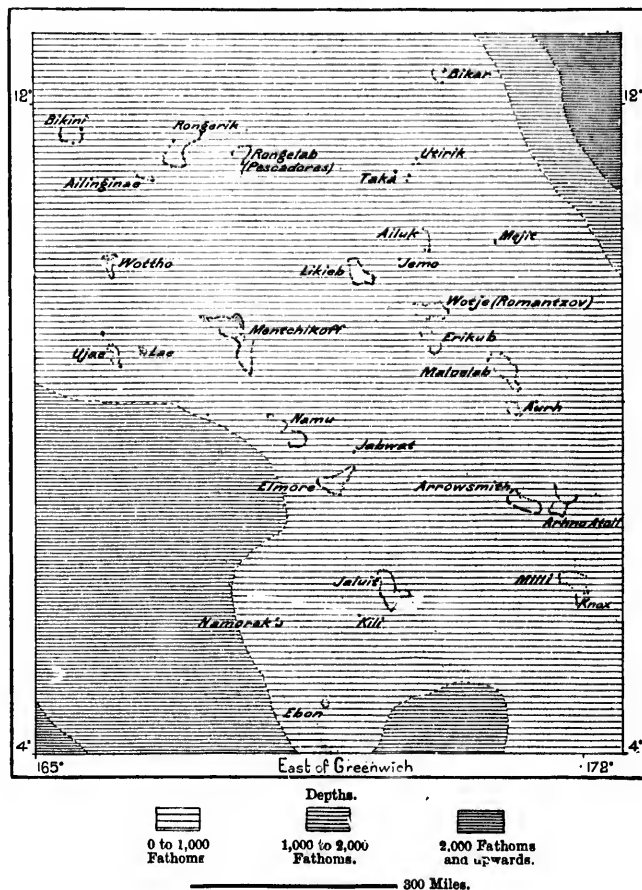 Bikar
12° 12°
Bikini
Rongerik
Rongelab
(Pescadores)
Utirik
Ailinginae
Taka
Ailuk
Mejit
Wottho
Likieb
Jemo
Wotje (Romantzov)
Mentchikoff
Erikub
Ujae
Lae
Maloelab
Aurh
Namu
Jabwat
Elmore
Arrowsmith
Arhno Atoll
Jaluit
Milli
Knox
Namorik
Kili
Ebon
4° 4°
165° East of Greenwich 178°
Depths.
0 to 1,000
Fathoms
1,000 to 2,000
Fathoms.
2,000 Fathoms
and upwards.
300 Miles.